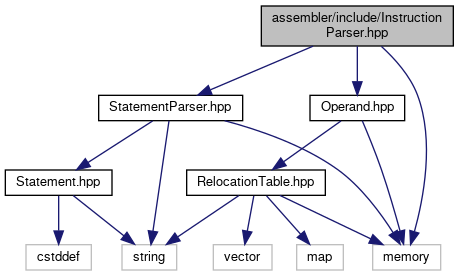 assembler/include/Instruction
Parser.hpp
StatementParser.hpp
Operand.hpp
Statement.hpp
RelocationTable.hpp
cstddef
string
vector
map
memory